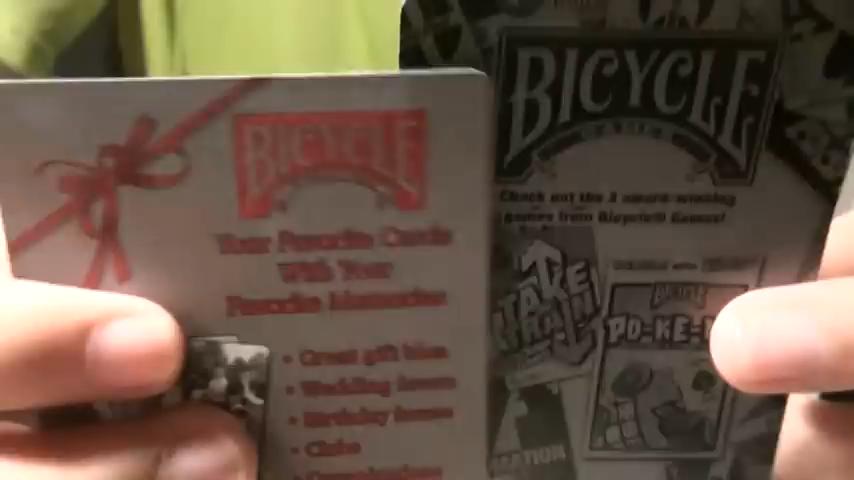 BICYCLE
Your Favorite Cards
With Your
Favorite Memories
• Great gift idea
• Wedding favors
• Birthday favors
• Clubs
BICYCLE
Check out the 3 award-winning
games from Bicycle® Games!
TAKE
BICYCLE
PO-KE-